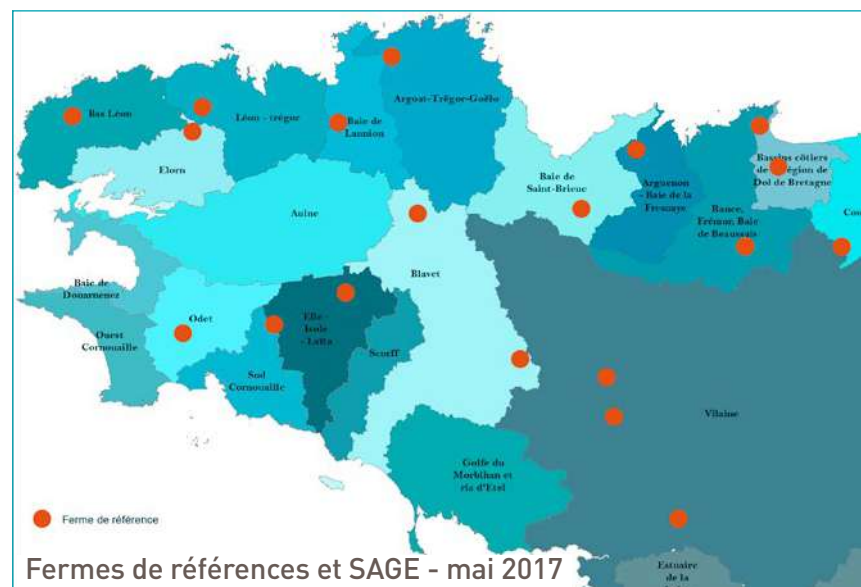 Bas Léon
Léon - trégor
Baie de
Lannion
Argoat-Trégor-Goëlo
Elorn
Baie de
Saint-Brieuc
Arguenon
- Baie de la
Fresnaye
Bassins côtiers
région de
Dol de Bretagne
Rance,
Frémur, Baie
de Beaussais
Cou
Aulne
Blavet
Baie de
Douarnenez
Odet
Ouest
Cornouaille
Elle -
Isole
- Laïta
Scorff
Sud
Cornouaille
Vilaine
Golfe du
Morbihan et
ria d'Etel
Ferme de référence
Estuaire
de la
Fermes de références et SAGE - mai 2017